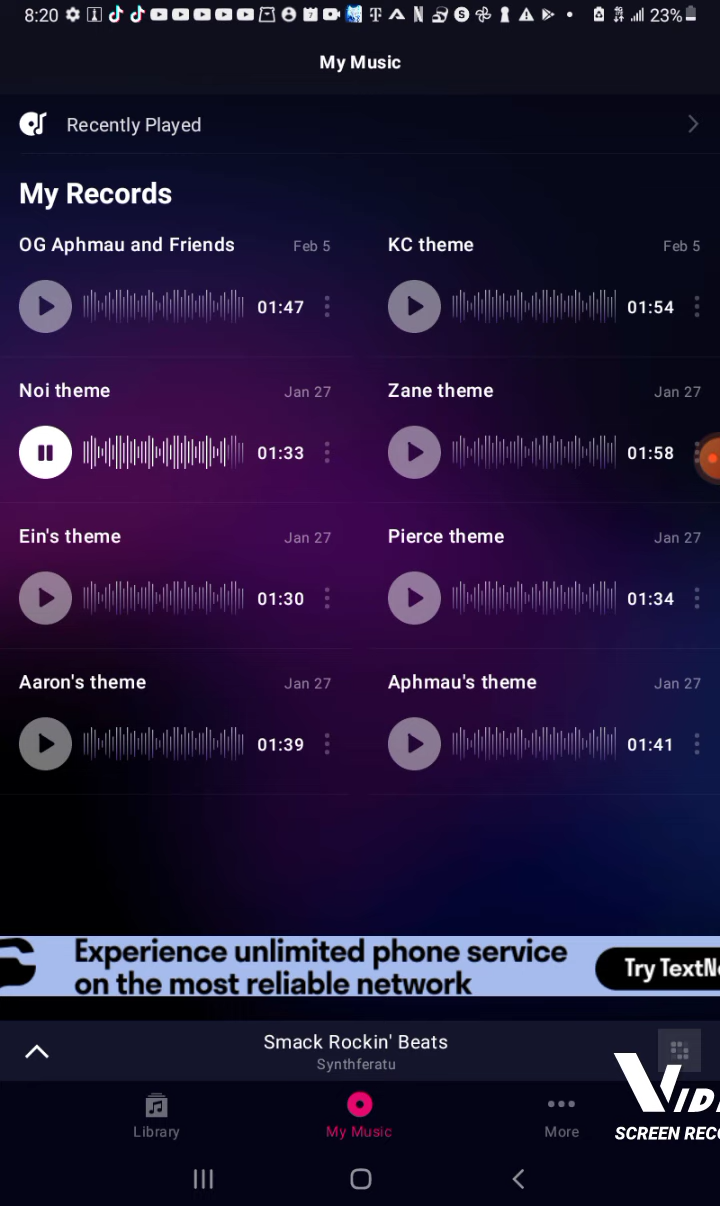 8:20
23%
My Music
Recently Played
My Records
OG Aphmau and Friends
Feb 5
01:47
KC theme
Feb 5
01:54
Noi theme
Jan 27
01:33
Zane theme
Jan 27
01:58
Ein's theme
Jan 27
01:30
Pierce theme
Jan 27
01:34
Aaron's theme
Jan 27
01:39
Aphmau's theme
Jan 27
01:41
Experience unlimited phone service
on the most reliable network
Try TextN
Smack Rockin' Beats
Synthferatu
Library
My Music
More
VID
SCREEN REC